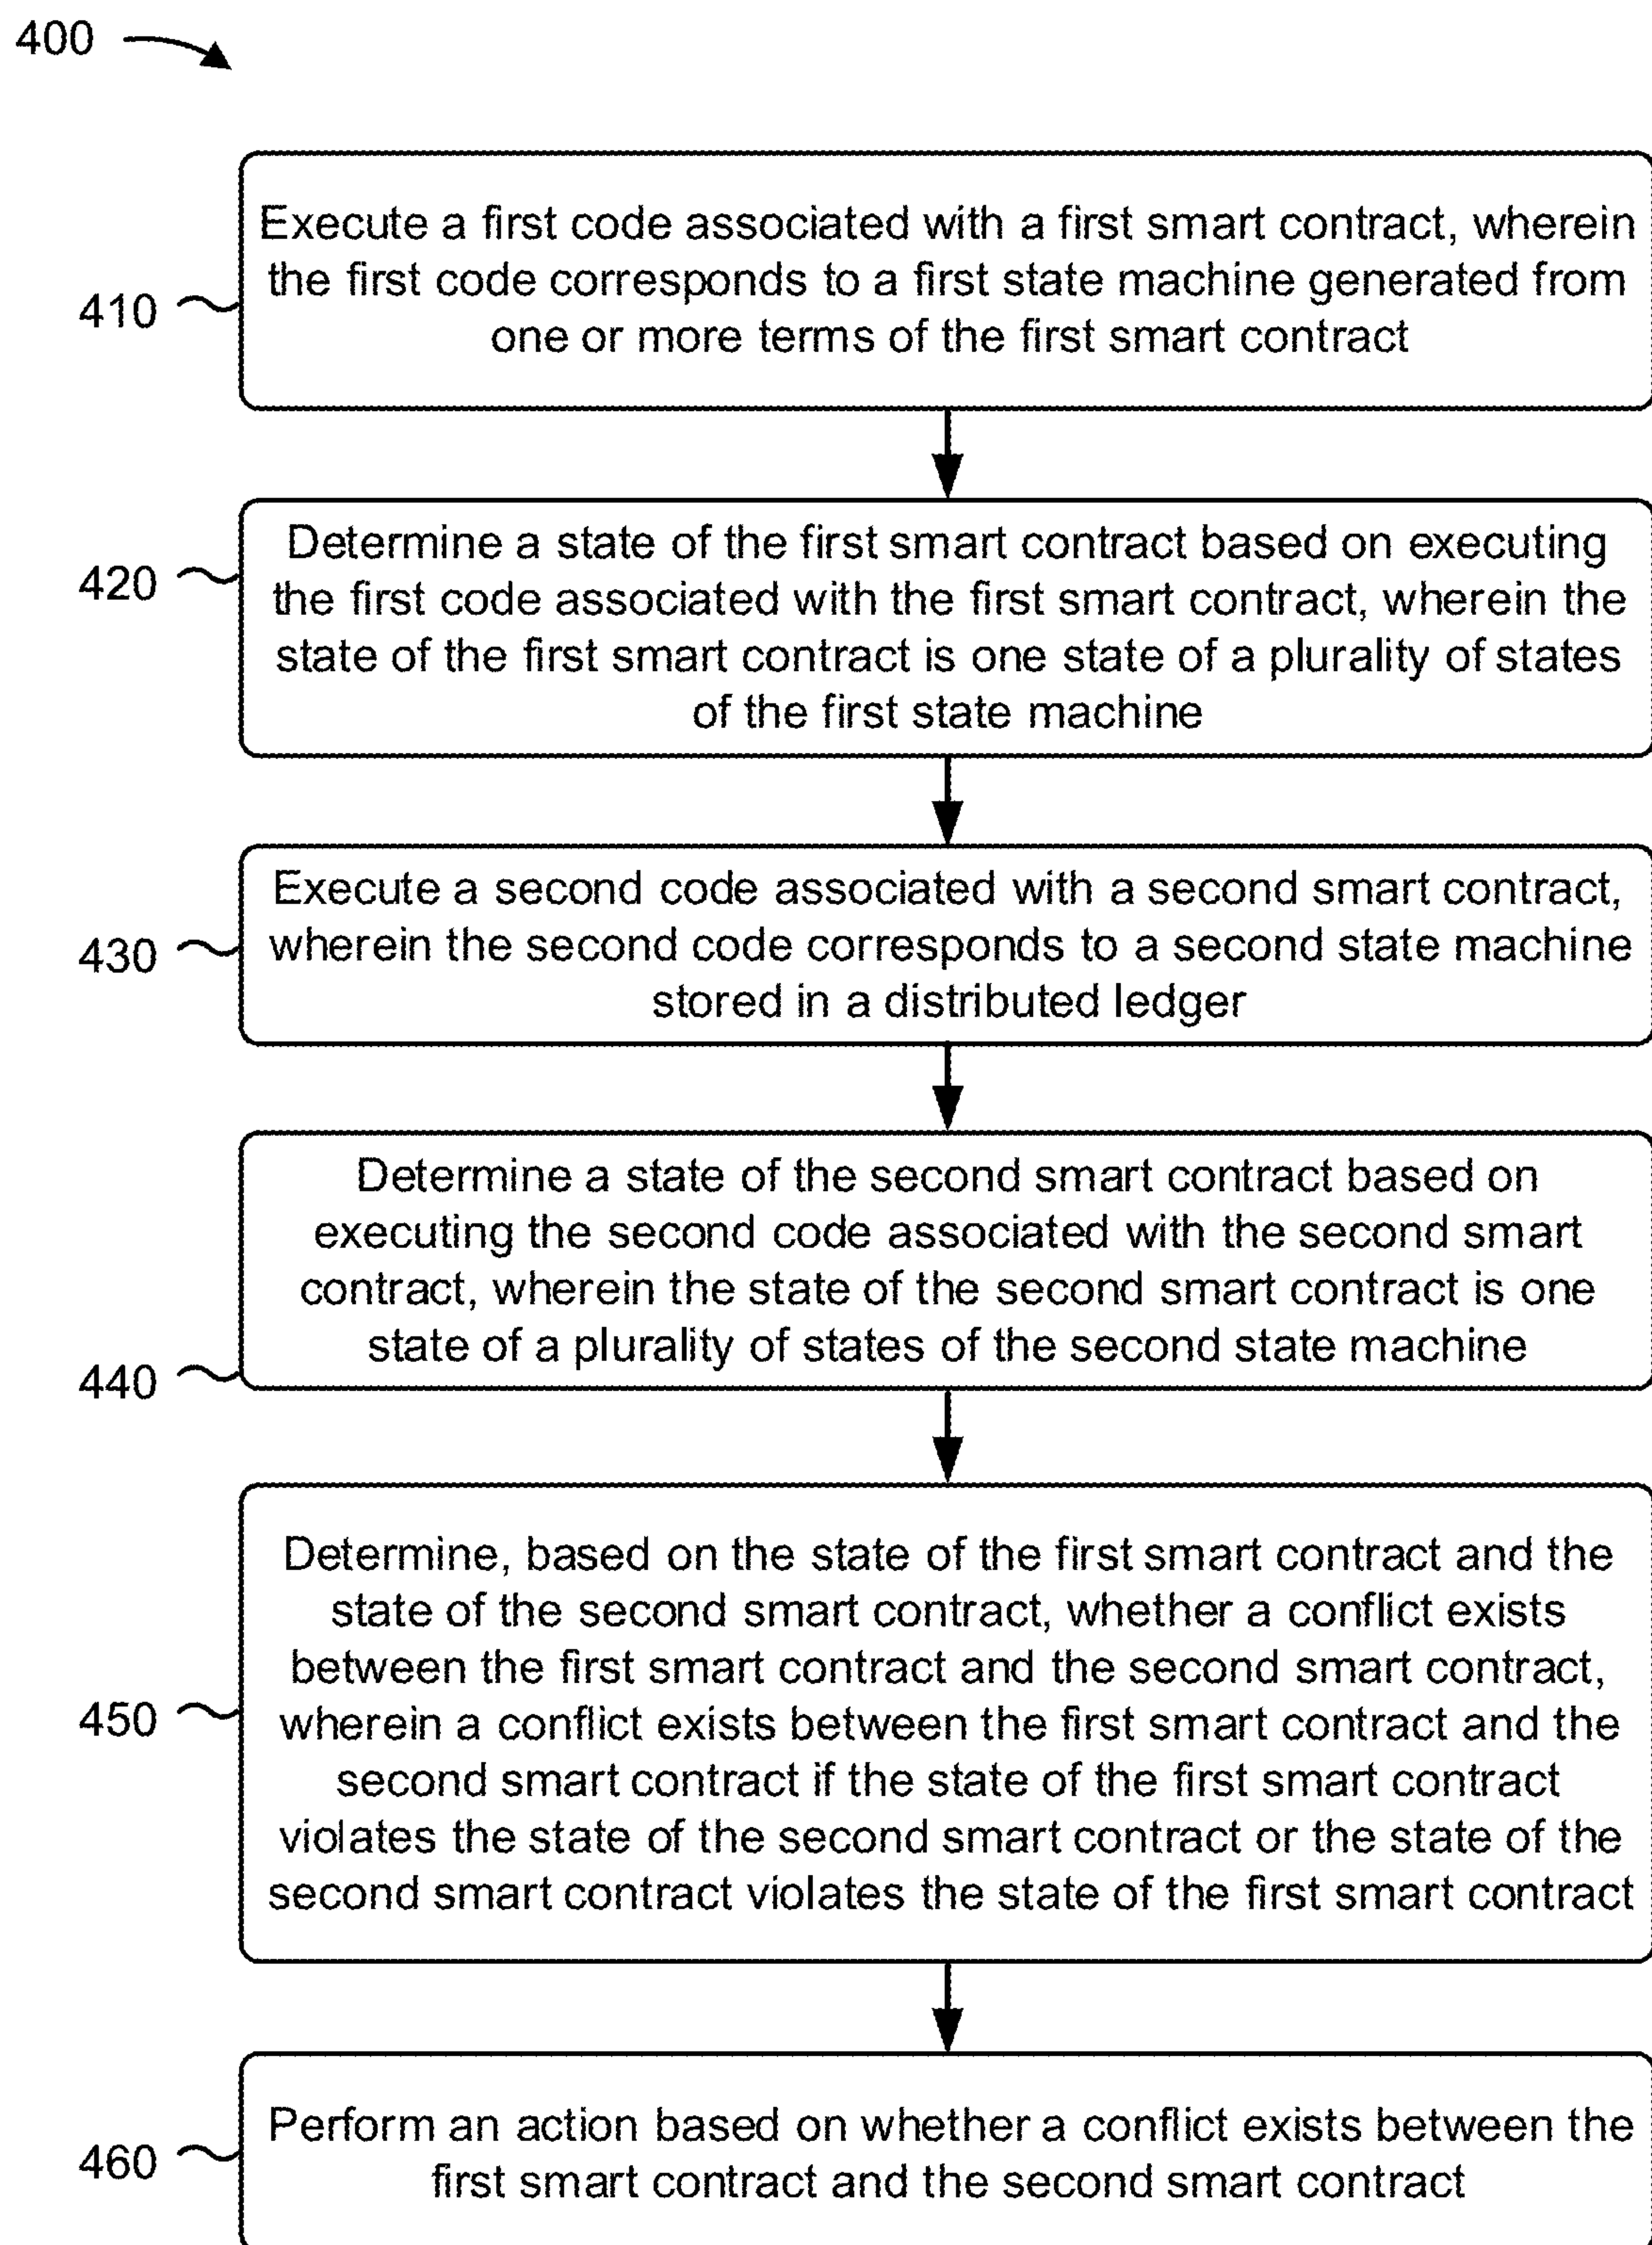 400
Execute a first code associated with a first smart contract, wherein
the first code corresponds to a first state machine generated from
one or more terms of the first smart contract
410
Determine a state of the first smart contract based on executing
the first code associated with the first smart contract, wherein the
state of the first smart contract is one state of a plurality of states
of the first state machine
420
Execute a second code associated with a second smart contract,
wherein the second code corresponds to a second state machine
stored in a distributed ledger
430
Determine a state of the second smart contract based on
executing the second code associated with the second smart
contract, wherein the state of the second smart contract is one
state of a plurality of states of the second state machine
440
Determine, based on the state of the first smart contract and the
state of the second smart contract, whether a conflict exists
between the first smart contract and the second smart contract,
wherein a conflict exists between the first smart contract and the
second smart contract if the state of the first smart contract
violates the state of the second smart contract or the state of the
second smart contract violates the state of the first smart contract
450
Perform an action based on whether a conflict exists between the
first smart contract and the second smart contract
460